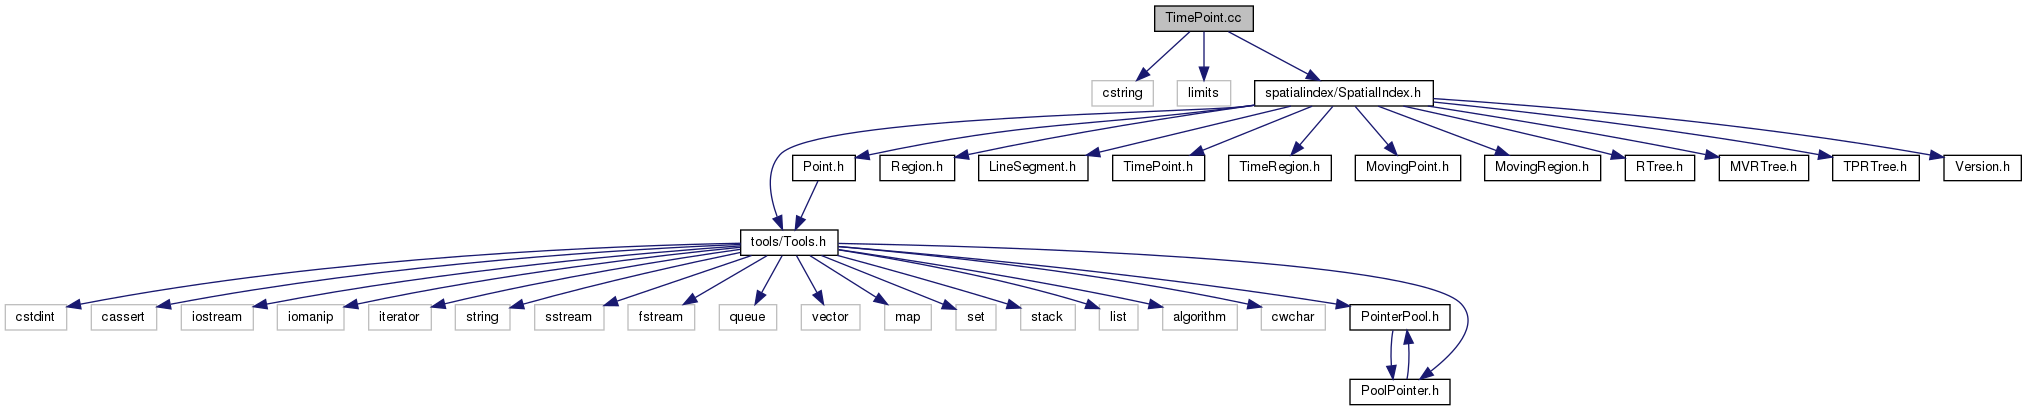 TimePoint.cc
cstring
limits
spatialindex/SpatialIndex.h
Point.h
Region.h
LineSegment.h
TimePoint.h
TimeRegion.h
MovingPoint.h
MovingRegion.h
RTree.h
MVRTree.h
TPRTree.h
Version.h
tools/Tools.h
cstdint
cassert
iostream
iomanip
iterator
string
sstream
fstream
queue
vector
map
set
stack
list
algorithm
cwchar
PointerPool.h
PoolPointer.h